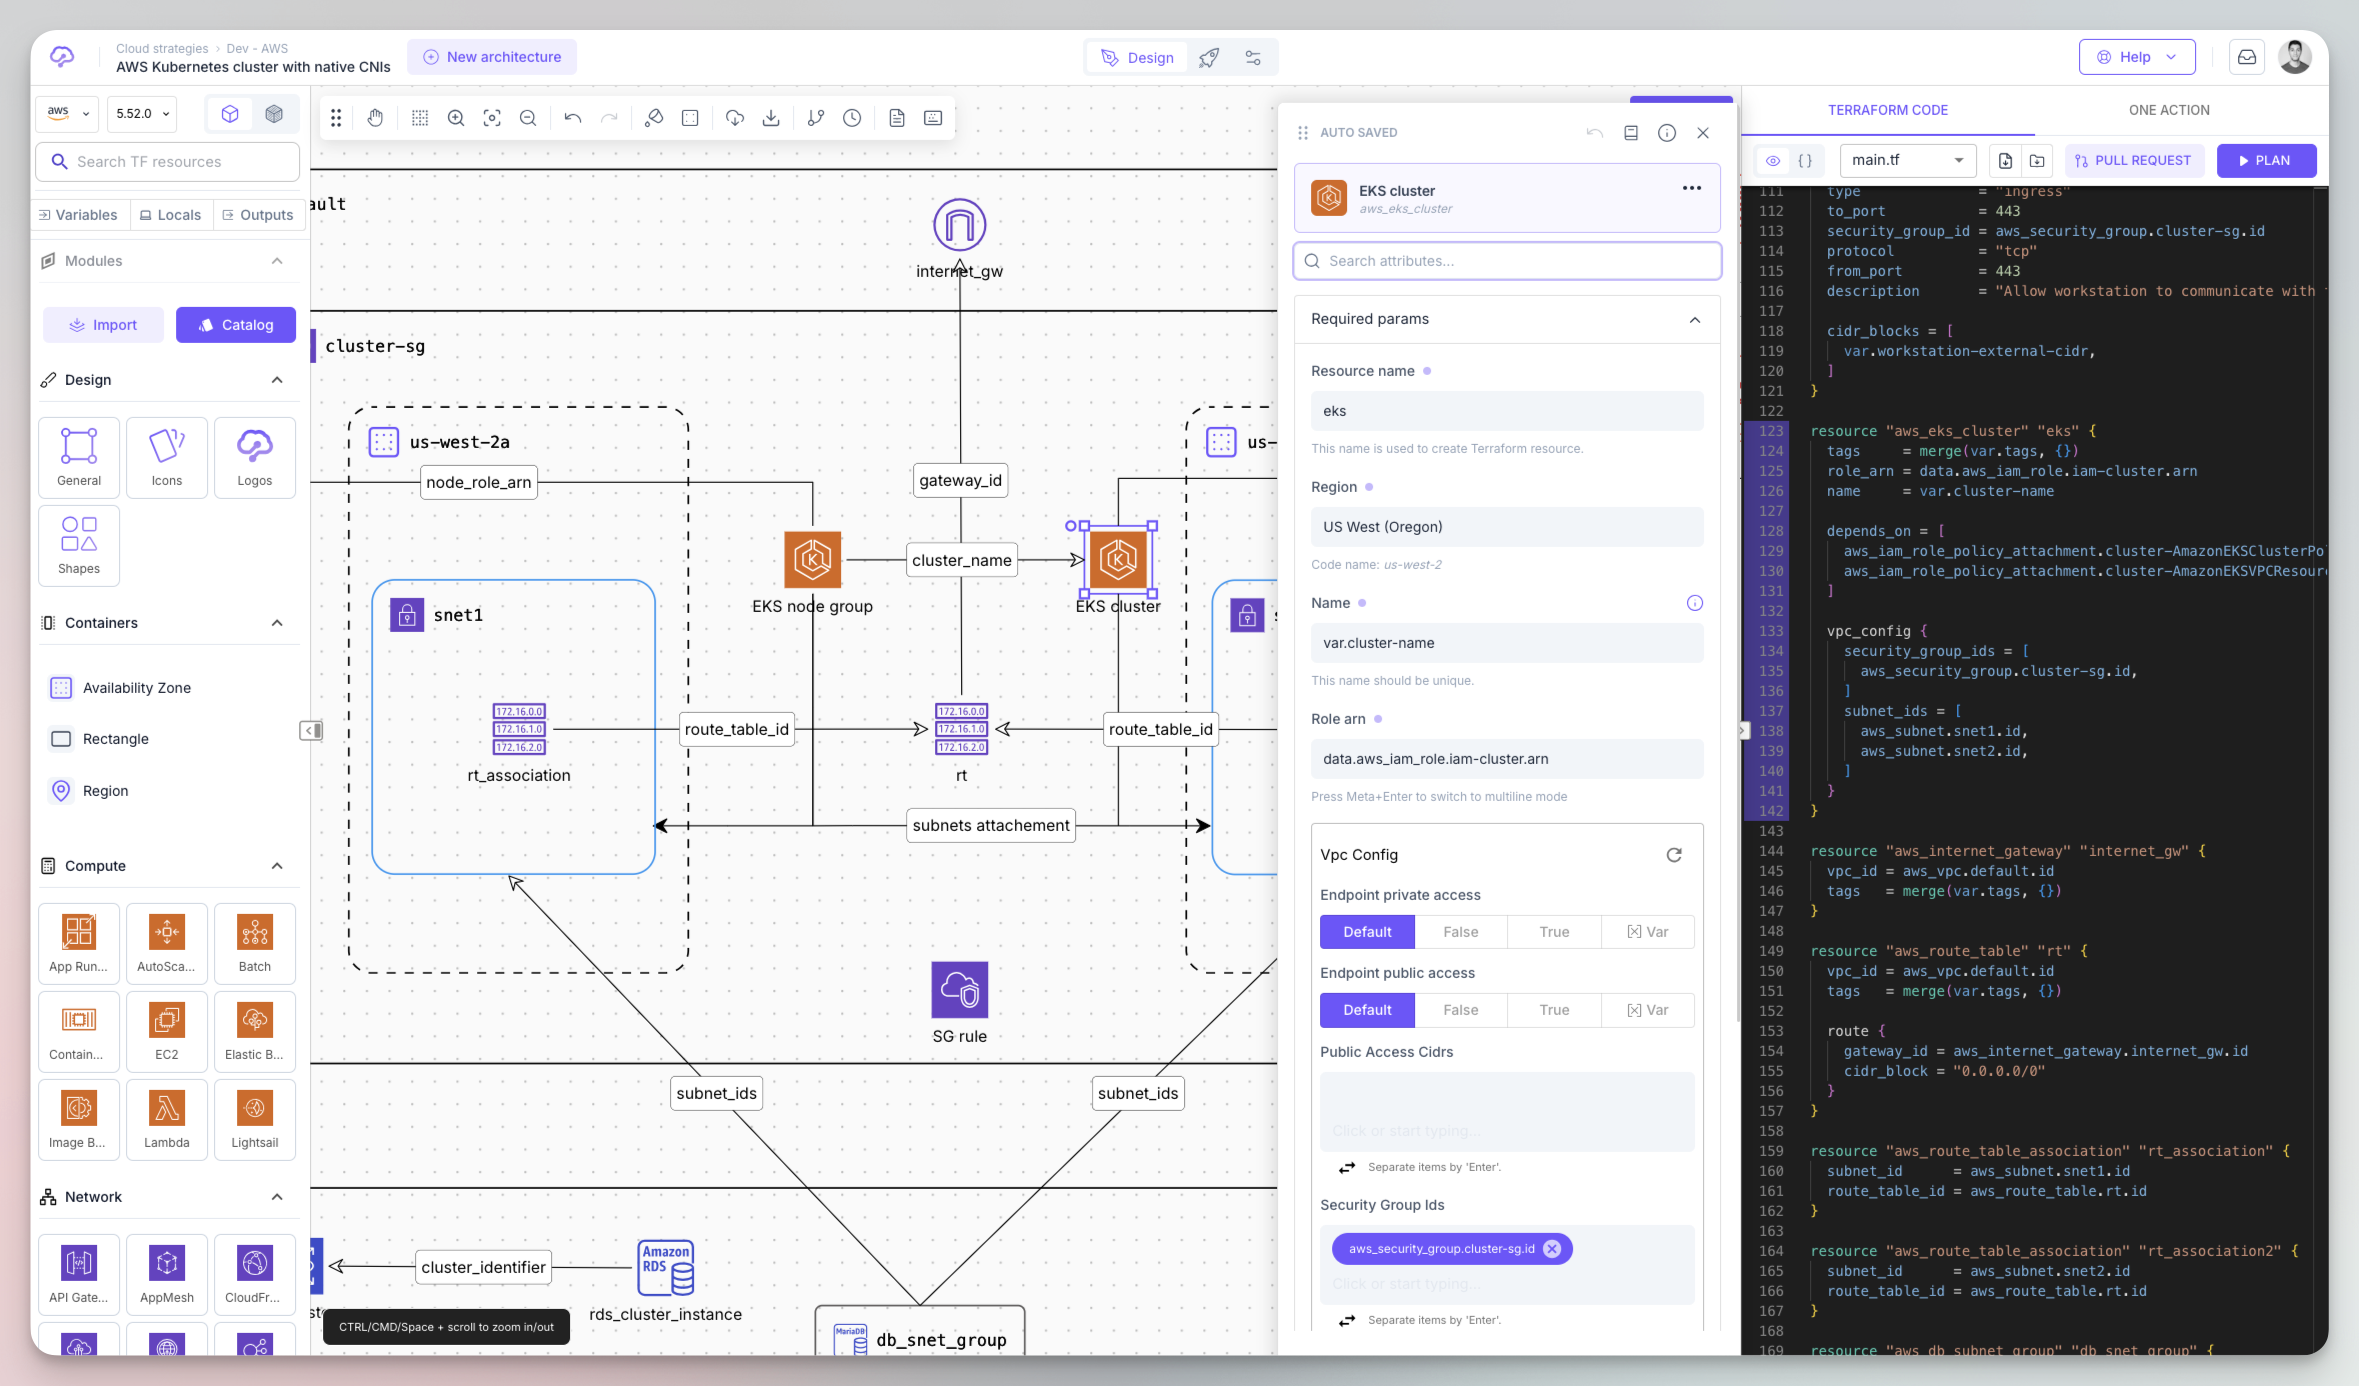 Cloud strategies › Dev - AWS
AWS Kubernetes cluster with native CNIs
New architecture
Design
Help
aws
5.52.0
Search TF resources
Variables
Locals
Outputs
Modules
Import
Catalog
Design
General
Icons
Logos
Shapes
Containers
Availability Zone
Rectangle
Region
Compute
App Run...
AutoSca...
Batch
Contain...
EC2
Elastic B...
Image B...
Lambda
Lightsail
Network
API Gate...
AppMesh
CloudFr...
ault
internet_gw
cluster-sg
us-west-2a
us-
node_role_arn
gateway_id
cluster_name
EKS node group
EKS cluster
snet1
172.16.0.0
172.16.1.0
172.16.2.0
rt_association
route_table_id
172.16.0.0
172.16.1.0
172.16.2.0
rt
route_table_id
subnets attachement
SG rule
subnet_ids
subnet_ids
cluster_identifier
Amazon
RDS
rds_cluster_instance
MariaDB
db_snet_group
CTRL/CMD/Space + scroll to zoom in/out
AUTO SAVED
EKS cluster
aws_eks_cluster
Search attributes...
Required params
Resource name
eks
This name is used to create Terraform resource.
Region
US West (Oregon)
Code name: us-west-2
Name
var.cluster-name
This name should be unique.
Role arn
data.aws_iam_role.iam-cluster.arn
Press Meta+Enter to switch to multiline mode
Vpc Config
Endpoint private access
Default False True [x] Var
Endpoint public access
Default False True [x] Var
Public Access Cidrs
Click or start typing...
Separate items by 'Enter'.
Security Group Ids
aws_security_group.cluster-sg.id
Click or start typing...
Separate items by 'Enter'.
TERRAFORM CODE
ONE ACTION
{ }
main.tf
PULL REQUEST
PLAN
111 type = "ingress"
112 to_port = 443
113 security_group_id = aws_security_group.cluster-sg.id
114 protocol = "tcp"
115 from_port = 443
116 description = "Allow workstation to communicate with
117
118 cidr_blocks = [
119 var.workstation-external-cidr,
120 ]
121 }
122
123 resource "aws_eks_cluster" "eks" {
124 tags = merge(var.tags, {})
125 role_arn = data.aws_iam_role.iam-cluster.arn
126 name = var.cluster-name
127
128 depends_on = [
129 aws_iam_role_policy_attachment.cluster-AmazonEKSClusterPo
130 aws_iam_role_policy_attachment.cluster-AmazonEKSVPCResour
131 ]
132
133 vpc_config {
134 security_group_ids = [
135 aws_security_group.cluster-sg.id,
136 ]
137 subnet_ids = [
138 aws_subnet.snet1.id,
139 aws_subnet.snet2.id,
140 ]
141 }
142 }
143
144 resource "aws_internet_gateway" "internet_gw" {
145 vpc_id = aws_vpc.default.id
146 tags = merge(var.tags, {})
147 }
148
149 resource "aws_route_table" "rt" {
150 vpc_id = aws_vpc.default.id
151 tags = merge(var.tags, {})
152
153 route {
154 gateway_id = aws_internet_gateway.internet_gw.id
155 cidr_block = "0.0.0.0/0"
156 }
157 }
158
159 resource "aws_route_table_association" "rt_association" {
160 subnet_id = aws_subnet.snet1.id
161 route_table_id = aws_route_table.rt.id
162 }
163
164 resource "aws_route_table_association" "rt_association2" {
165 subnet_id = aws_subnet.snet2.id
166 route_table_id = aws_route_table.rt.id
167 }
168
169 resource "aws_db_subnet_group" "db_snet_group" {